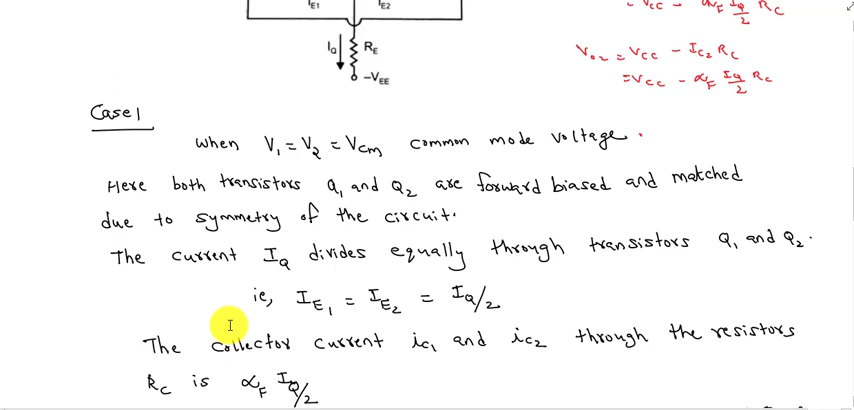 I_E1 I_E2
= V_CC - α_F I_Q/2 R_C
I_Q R_E
-V_EE
V_o2 = V_CC - I_C2 R_C
= V_CC - α_F I_Q/2 R_C
Case 1
When V_1 = V_2 = V_cm common mode voltage.
Here both transistors Q_1 and Q_2 are forward biased and matched
due to symmetry of the circuit.
The current I_Q divides equally through transistors Q_1 and Q_2.
ie, I_E1 = I_E2 = I_Q/2
The collector current i_C1 and i_C2 through the resistors
R_C is α_F I_Q/2